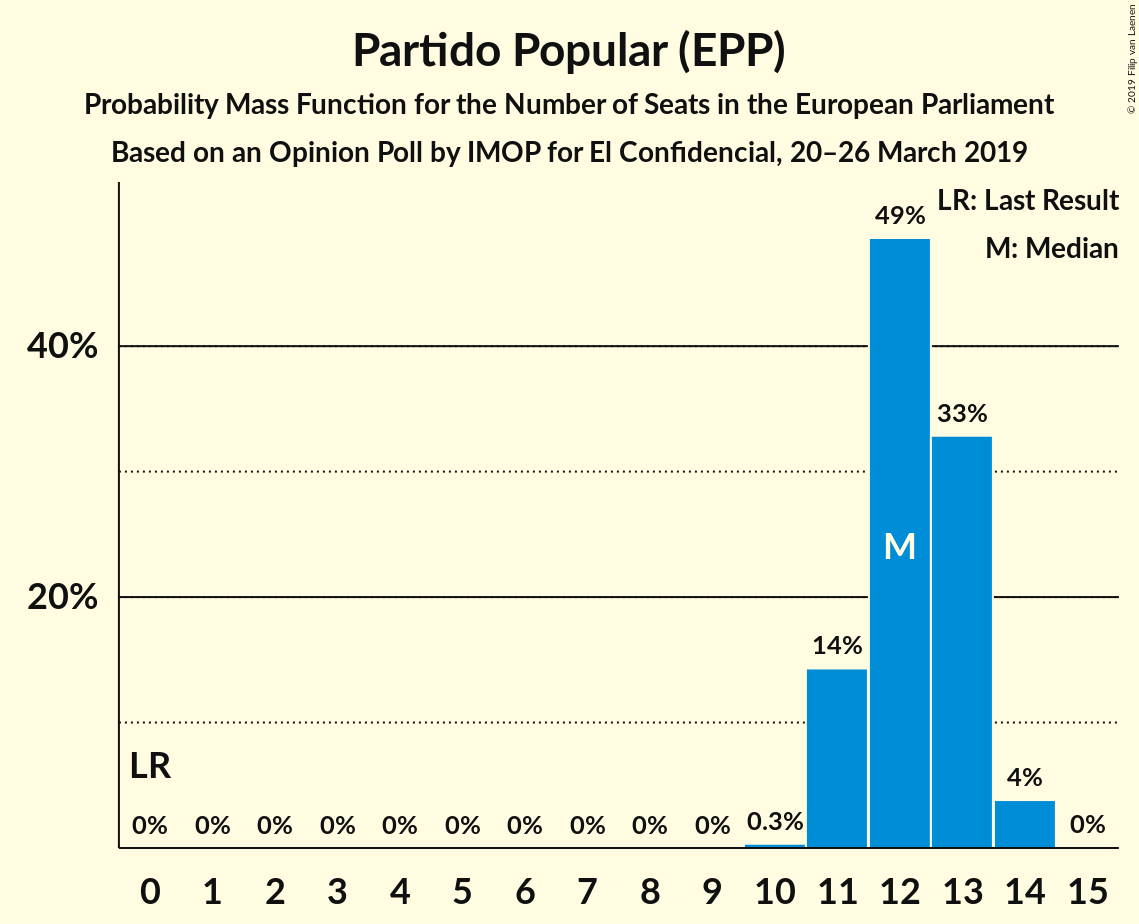 Partido Popular (EPP)
Probability Mass Function for the Number of Seats in the European Parliament
Based on an Opinion Poll by IMOP for El Confidencial, 20–26 March 2019
© 2019 Filip van Laenen
LR: Last Result
M: Median
49%
40%
33%
M
20%
14%
LR
4%
0% 0% 0% 0% 0% 0% 0% 0% 0% 0% 0.3% 0%
0 1 2 3 4 5 6 7 8 9 10 11 12 13 14 15